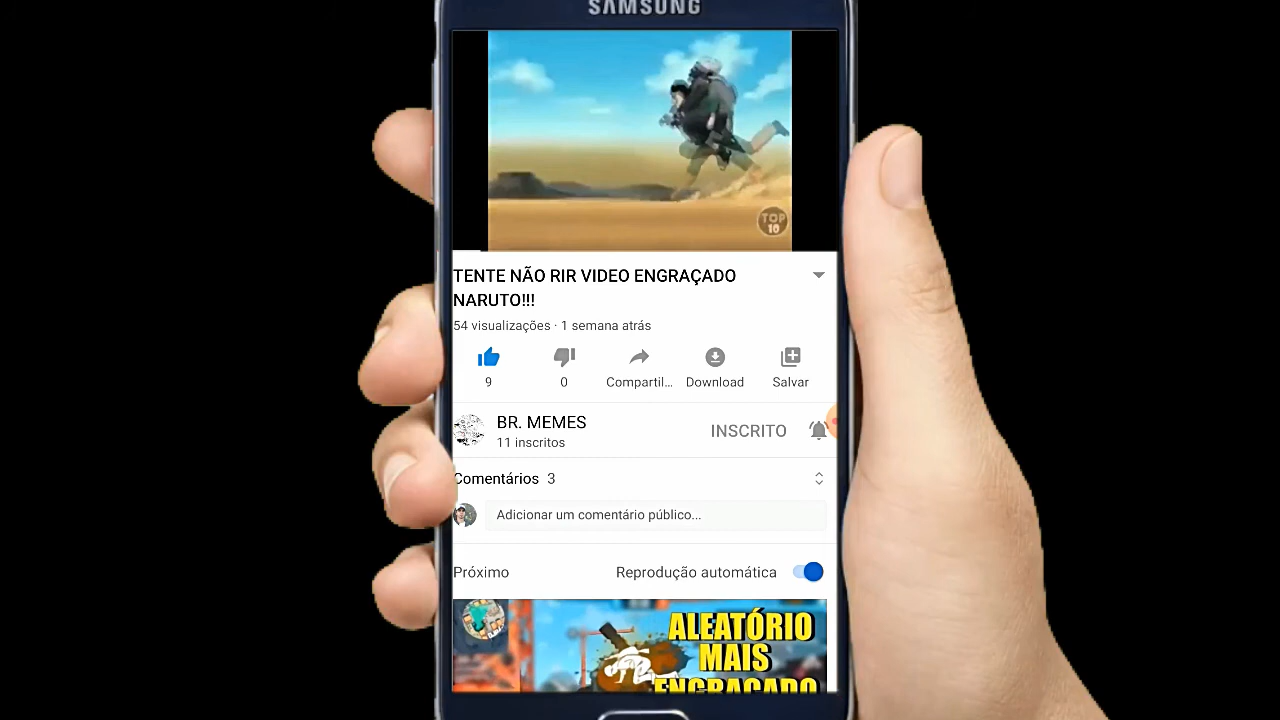 SAMSUNG
TOP
10
TENTE NÃO RIR VIDEO ENGRAÇADO
NARUTO!!!
54 visualizações · 1 semana atrás
9
0
Compartil...
Download
Salvar
BR. MEMES
INSCRITO
11 inscritos
Comentários 3
Adicionar um comentário público...
Próximo
Reprodução automática
ALEATÓRIO
MAIS
ENGRAÇADO